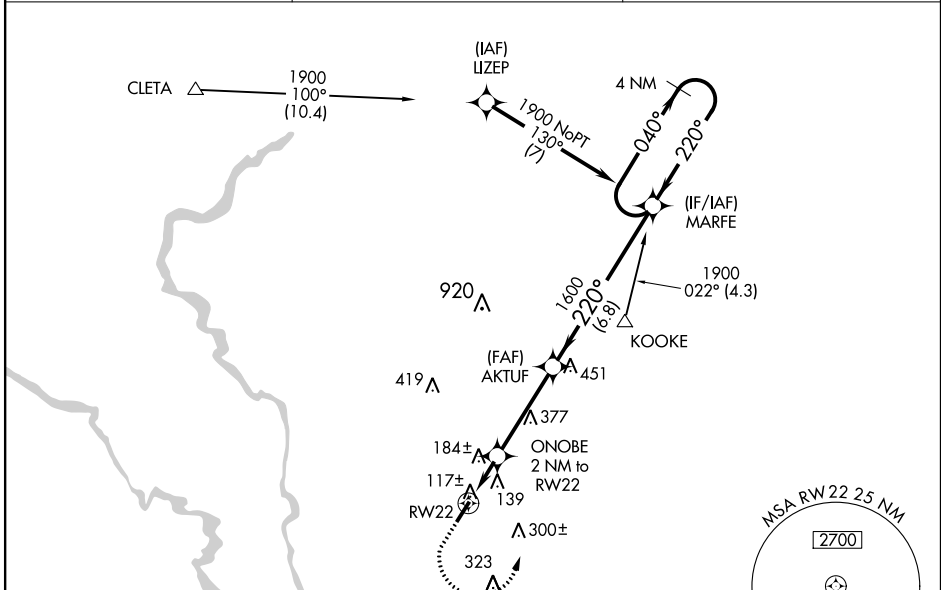 (IAF)
LIZEP
CLETA
1900
100°
(10.4)
4 NM
1900 NoPT
130°
(7)
040°
220°
(IF/IAF)
MARFE
1900
022° (4.3)
920
1600
220°
(6.8)
KOOKE
(FAF)
AKTUF
451
419
377
184±
ONOBE
2 NM to
RW22
117±
139
RW22
300±
323
MSA RW22 25 NM
2700